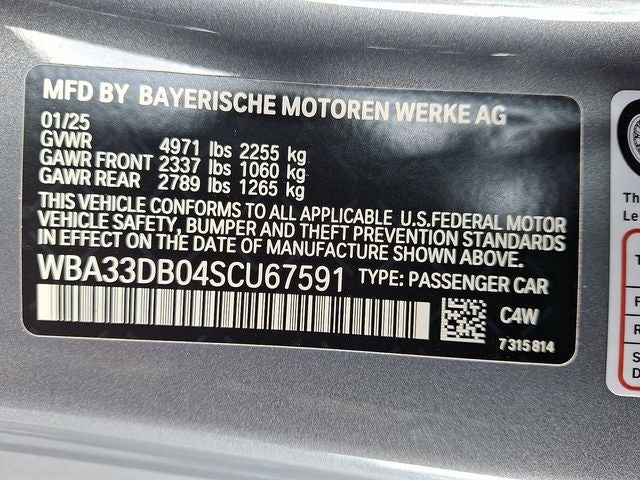 MFD BY BAYERISCHE MOTOREN WERKE AG
01/25
GVWR 4971 lbs 2255 kg
GAWR FRONT 2337 lbs 1060 kg
GAWR REAR 2789 lbs 1265 kg
THIS VEHICLE CONFORMS TO ALL APPLICABLE U.S.FEDERAL MOTOR
VEHICLE SAFETY, BUMPER AND THEFT PREVENTION STANDARDS
IN EFFECT ON THE DATE OF MANUFACTURE SHOWN ABOVE.
WBA33DB04SCU67591 TYPE: PASSENGER CAR
C4W
7315814
Th
Le